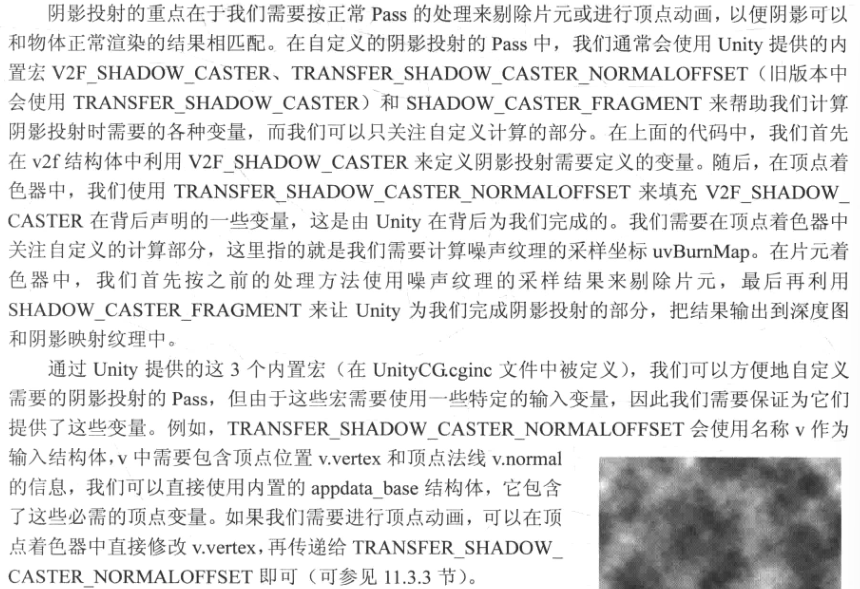 阴影投射的重点在于我们需要按正常 Pass 的处理来剔除片元或进行顶点动画，以便阴影可以
和物体正常渲染的结果相匹配。在自定义的阴影投射的 Pass 中，我们通常会使用 Unity 提供的内
置宏 V2F_SHADOW_CASTER、TRANSFER_SHADOW_CASTER_NORMALOFFSET（旧版本中
会使用 TRANSFER_SHADOW_CASTER）和 SHADOW_CASTER_FRAGMENT 来帮助我们计算
阴影投射时需要的各种变量，而我们可以只关注自定义计算的部分。在上面的代码中，我们首先
在 v2f 结构体中利用 V2F_SHADOW_CASTER 来定义阴影投射需要定义的变量。随后，在顶点着
色器中，我们使用 TRANSFER_SHADOW_CASTER_NORMALOFFSET 来填充 V2F_SHADOW_
CASTER 在背后声明的一些变量，这是由 Unity 在背后为我们完成的。我们需要在顶点着色器中
关注自定义的计算部分，这里指的就是我们需要计算噪声纹理的采样坐标 uvBurnMap。在片元着
色器中，我们首先按之前的处理方法使用噪声纹理的采样结果来剔除片元，最后再利用
SHADOW_CASTER_FRAGMENT 来让 Unity 为我们完成阴影投射的部分，把结果输出到深度图
和阴影映射纹理中。
通过 Unity 提供的这 3 个内置宏（在 UnityCG.cginc 文件中被定义），我们可以方便地自定义
需要的阴影投射的 Pass，但由于这些宏需要使用一些特定的输入变量，因此我们需要保证为它们
提供了这些变量。例如，TRANSFER_SHADOW_CASTER_NORMALOFFSET 会使用名称 v 作为
输入结构体，v 中需要包含顶点位置 v.vertex 和顶点法线 v.normal
的信息，我们可以直接使用内置的 appdata_base 结构体，它包含
了这些必需的顶点变量。如果我们需要进行顶点动画，可以在顶
点着色器中直接修改 v.vertex，再传递给 TRANSFER_SHADOW_
CASTER_NORMALOFFSET 即可（可参见 11.3.3 节）。